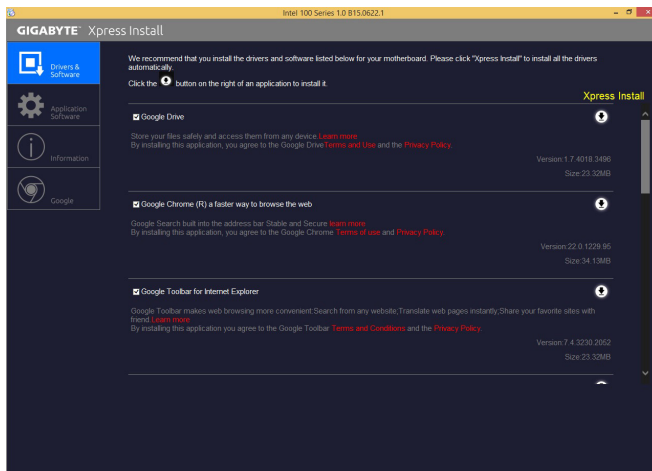 Intel 100 Series 1.0 B15.0622.1
GIGABYTE™ Xpress Install
Drivers &
Software
Application
Software
Information
Google
We recommend that you install the drivers and software listed below for your motherboard. Please click "Xpress Install" to install all the drivers
automatically.
Click the button on the right of an application to install it.
Xpress Install
Google Drive
Store your files safely and access them from any device.Learn more
By installing this application, you agree to the Google DriveTerms and Use and the Privacy Policy.
Version:1.7.4018.3496
Size:23.32MB
Google Chrome (R) a faster way to browse the web
Google Search built into the address bar Stable and Secure learn more
By installing this application, you agree to the Google Chrome Terms of use and Privacy Policy.
Version:22.0.1229.95
Size:34.13MB
Google Toolbar for Internet Explorer
Google Toolbar makes web browsing more convenient:Search from any website;Translate web pages instantly;Share your favorite sites with
friend.Learn more
By installing this application you agree to the Google Toolbar Terms and Conditions and the Privacy Policy.
Version:7.4.3230.2052
Size:23.32MB